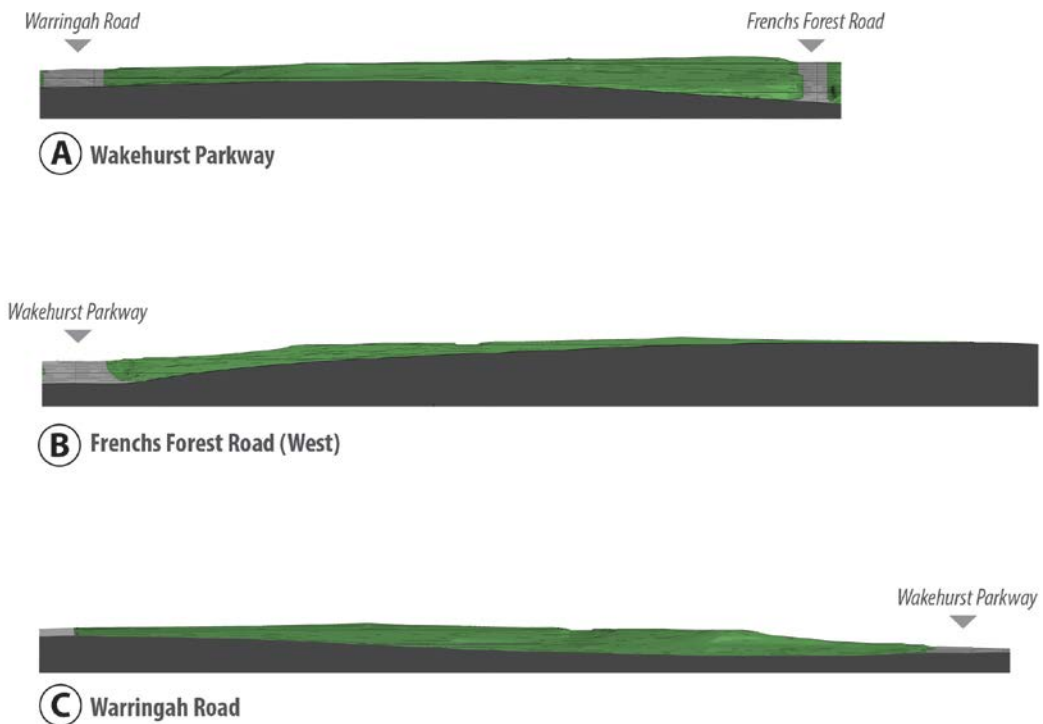 Warringah Road
Frenchs Forest Road
A Wakehurst Parkway
Wakehurst Parkway
B Frenchs Forest Road (West)
Wakehurst Parkway
C Warringah Road